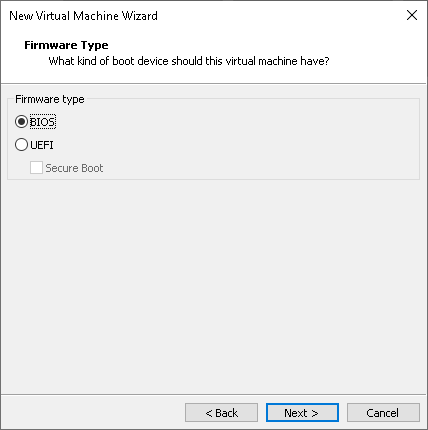 New Virtual Machine Wizard
Firmware Type
What kind of boot device should this virtual machine have?
Firmware type
BIOS
UEFI
Secure Boot
< Back
Next >
Cancel